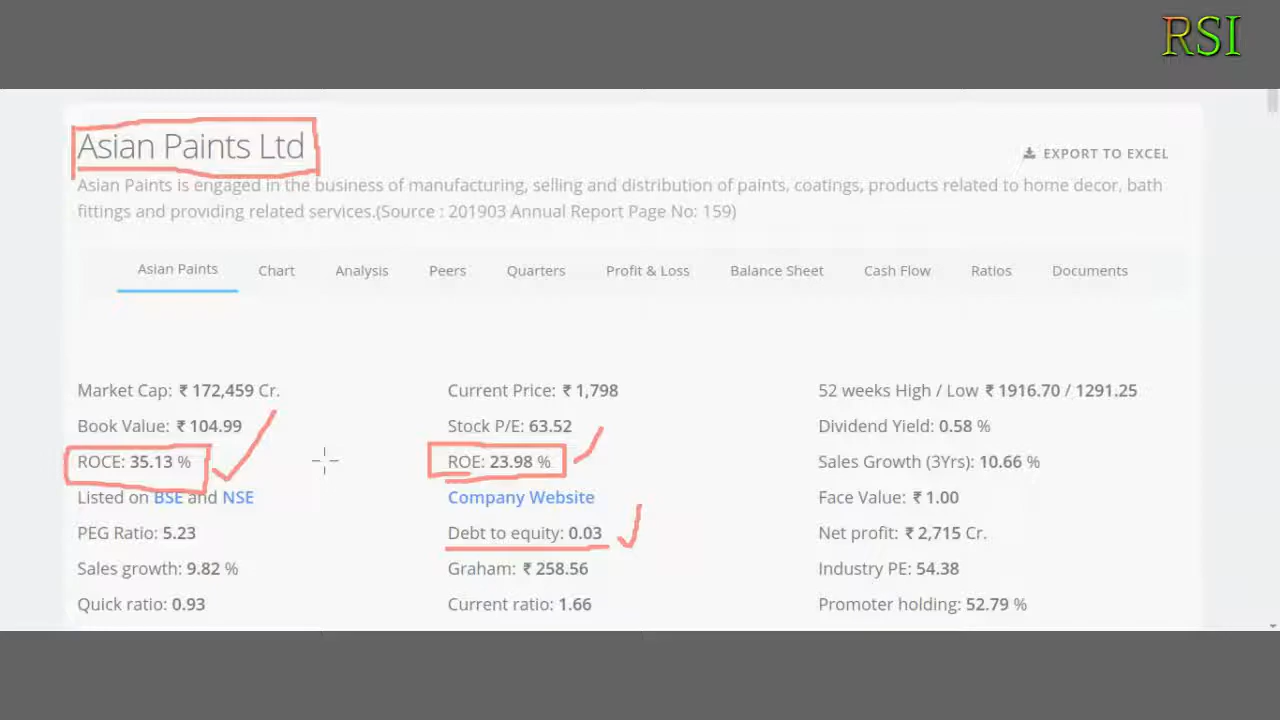 RSI
Asian Paints Ltd
EXPORT TO EXCEL
Asian Paints is engaged in the business of manufacturing, selling and distribution of paints, coatings, products related to home decor, bath
fittings and providing related services.(Source : 201903 Annual Report Page No: 159)
Asian Paints Chart Analysis Peers Quarters Profit & Loss Balance Sheet Cash Flow Ratios Documents
Market Cap: ₹ 172,459 Cr. Current Price: ₹ 1,798 52 weeks High / Low ₹ 1916.70 / 1291.25
Book Value: ₹ 104.99 Stock P/E: 63.52 Dividend Yield: 0.58 %
ROCE: 35.13 % ROE: 23.98 % Sales Growth (3Yrs): 10.66 %
Listed on BSE and NSE Company Website Face Value: ₹ 1.00
PEG Ratio: 5.23 Debt to equity: 0.03 Net profit: ₹ 2,715 Cr.
Sales growth: 9.82 % Graham: ₹ 258.56 Industry PE: 54.38
Quick ratio: 0.93 Current ratio: 1.66 Promoter holding: 52.79 %